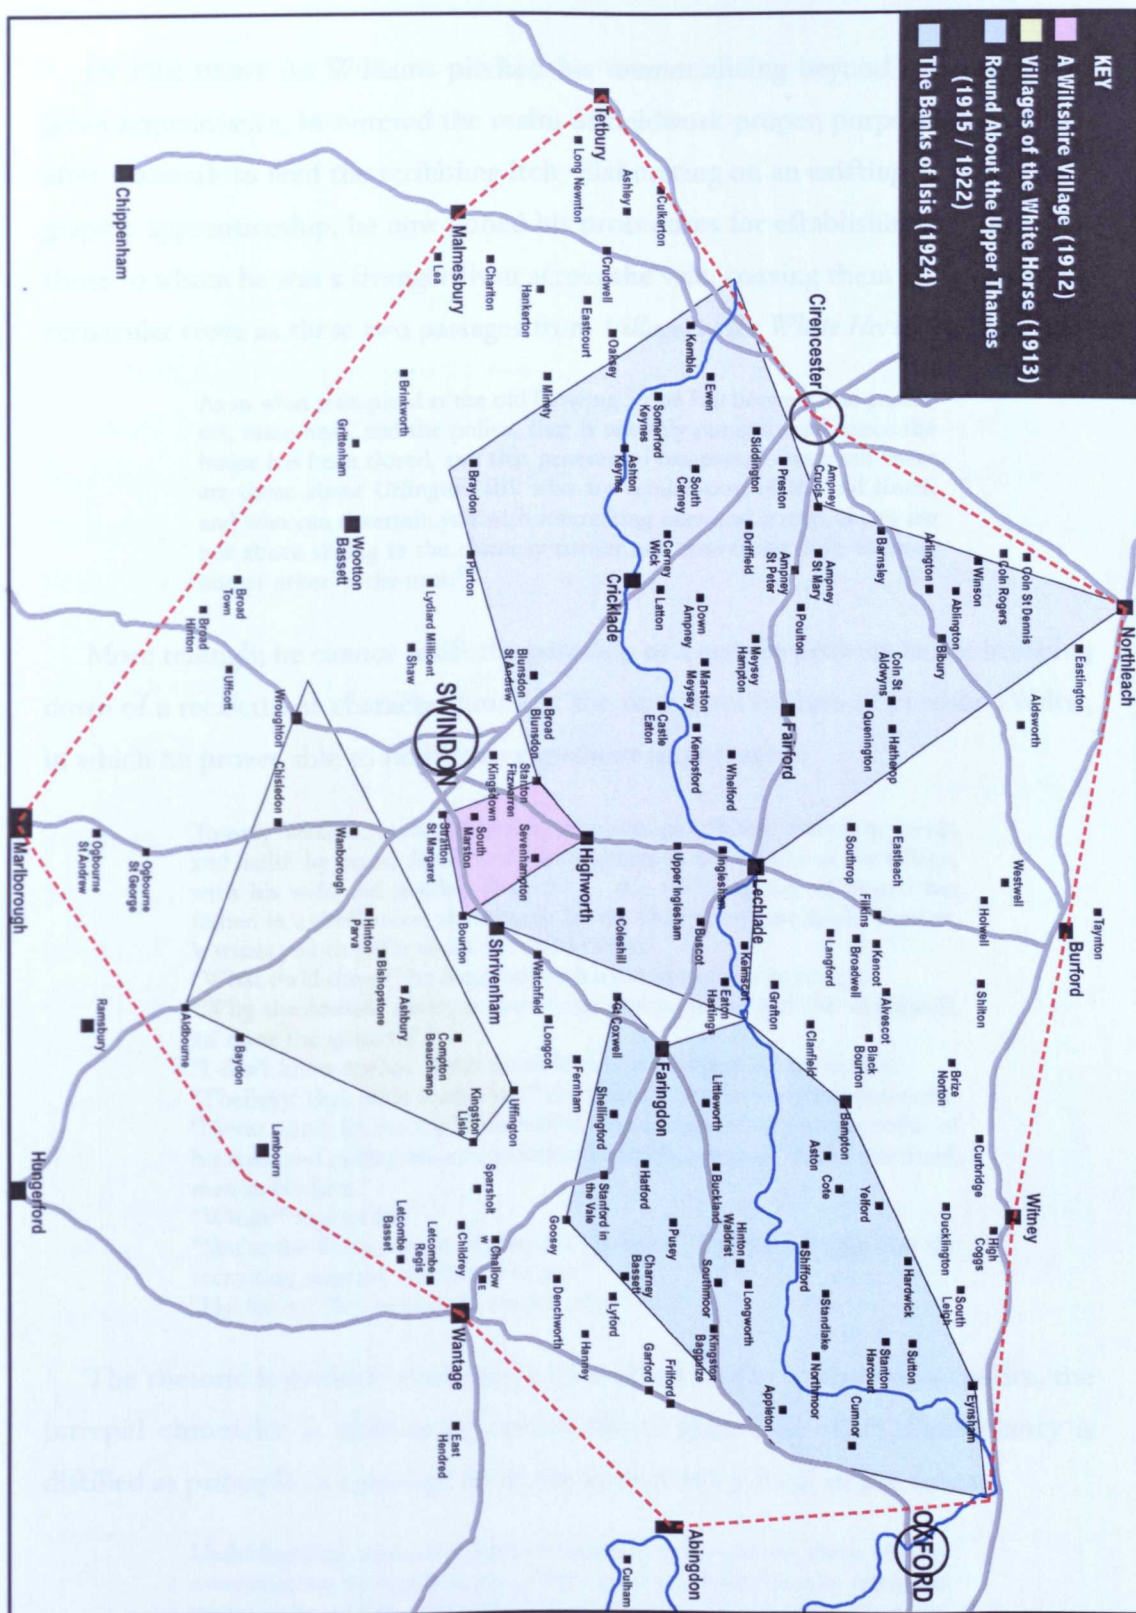 KEY
A Wiltshire Village (1912)
Villages of the White Horse (1913)
Round About the Upper Thames
(1915 / 1922)
The Banks of Isis (1924)
Northleach
Taynton
Burford
Eastington
Coln St Dennis
Coln Rogers
Winson
Aldsworth
Westwell
Holwell
Shilton
Witney
High
Coggs
Curbridge
Brize
Norton
Ablington
Arlington
Bibury
Barnsley
Hatherop
Coln St
Aldwyns
Quenington
Eastleach
Southrop
Filkins
Kencot
Broadwell
Alvescot
Black
Bourton
Langford
Clanfield
Grafton
Ducklington
South
Leigh
Hardwick
Sutton
Stanton
Harcourt
Eynsham
Yelford
Cote
Aston
Bampton
Cumnor
OXFORD
Cirencester
Ampney
Crucis
Ampney
St Mary
Ampney
St Peter
Poulton
Preston
Siddington
Driffield
Fairford
Meysey
Hampton
Whelford
Lechlade
Kelmscot
Shifford
Standlake
Northmoor
Appleton
Kemble
Ewen
Somerford
Keynes
Ashton
Keynes
South
Cerney
Cerney
Wick
Latton
Cricklade
Down
Ampney
Marston
Meysey
Castle
Eaton
Kempsford
Inglesham
Upper Inglesham
Buscot
Eaton
Hastings
Littleworth
Buckland
Hinton
Waldrist
Longworth
Southmoor
Kingston
Bagpuize
Pusey
Fyfield
Garford
Frilford
Faringdon
Hatford
Charney
Bassett
Lyford
Hanney
Denchworth
Abingdon
Culham
Tetbury
Long Newnton
Ashley
Culkerton
Crudwell
Oaksey
Eastcourt
Hankerton
Charlton
Minety
Malmesbury
Lea
Braydon
Purton
Brinkworth
Grittenham
Wootton
Bassett
Lydiard Millicent
Shaw
Blunsdon
St Andrew
Broad
Blunsdon
Stanton
Fitzwarren
Kingsdown
SWINDON
Highworth
Sevenhampton
South
Marston
Stratton
St Margaret
Coleshill
Gt Coxwell
Watchfield
Longcot
Fernham
Shellingford
Stanford in
the Vale
Goosey
Shrivenham
Bourton
Uffington
Kingston
Lisle
Compton
Beauchamp
Ashbury
Bishopstone
Hinton
Parva
Wanborough
Sparsholt
W
Challow
E
Childrey
Letcombe
Regis
Letcombe
Basset
Wantage
East
Hendred
Chippenham
Broad
Town
Broad
Hinton
Uffcott
Wroughton
Chisledon
Ogbourne
St George
Ogbourne
St Andrew
Marlborough
Aldbourne
Baydon
Lambourn
Ramsbury
Hungerford